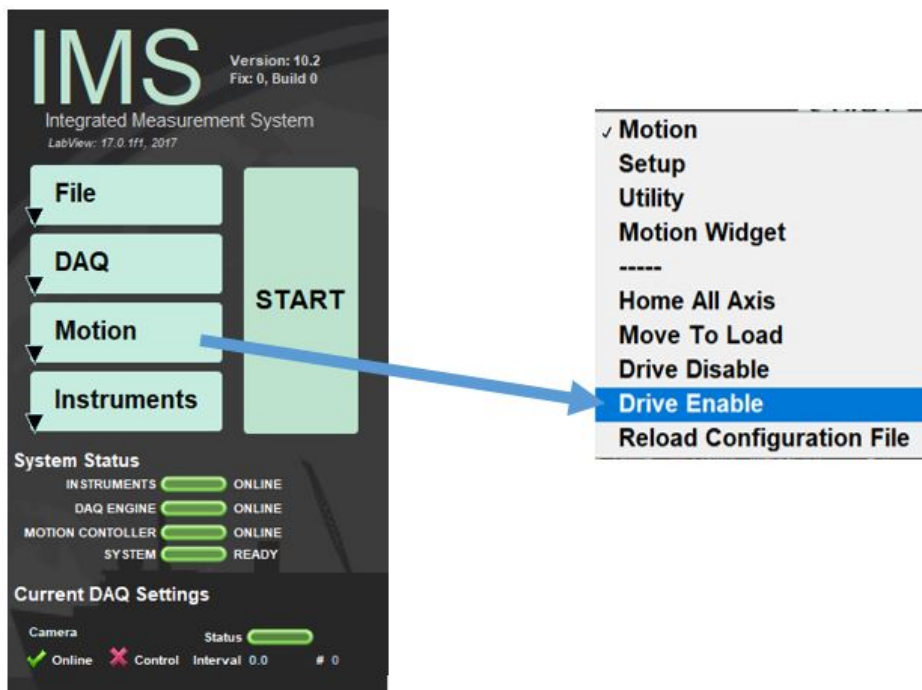 IMS
Version: 10.2
Fix: 0, Build 0
Integrated Measurement System
LabView: 17.0.1f1, 2017
File
DAQ
Motion
Instruments
START
System Status
INSTRUMENTS ONLINE
DAQ ENGINE ONLINE
MOTION CONTOLLER ONLINE
SYSTEM READY
Current DAQ Settings
Camera Status
Online Control Interval 0.0 # 0
✓ Motion
Setup
Utility
Motion Widget
-----
Home All Axis
Move To Load
Drive Disable
Drive Enable
Reload Configuration File